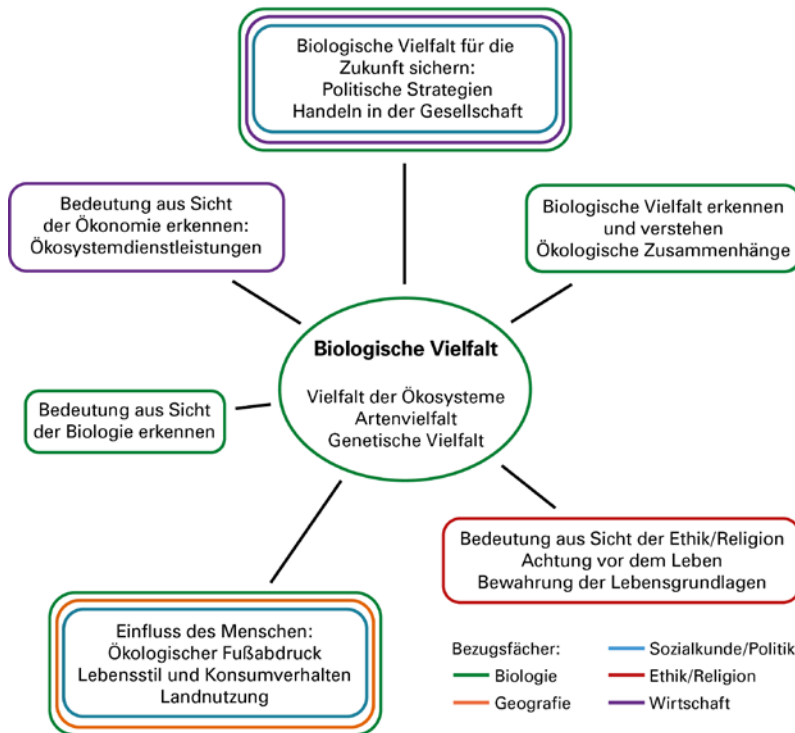 Biologische Vielfalt für die
Zukunft sichern:
Politische Strategien
Handeln in der Gesellschaft
Bedeutung aus Sicht
der Ökonomie erkennen:
Ökosystemdienstleistungen
Biologische Vielfalt erkennen
und verstehen
Ökologische Zusammenhänge
Biologische Vielfalt
Vielfalt der Ökosysteme
Artenvielfalt
Genetische Vielfalt
Bedeutung aus Sicht
der Biologie erkennen
Bedeutung aus Sicht der Ethik/Religion
Achtung vor dem Leben
Bewahrung der Lebensgrundlagen
Einfluss des Menschen:
Ökologischer Fußabdruck
Lebensstil und Konsumverhalten
Landnutzung
Bezugsfächer:
Biologie
Geografie
Sozialkunde/Politik
Ethik/Religion
Wirtschaft